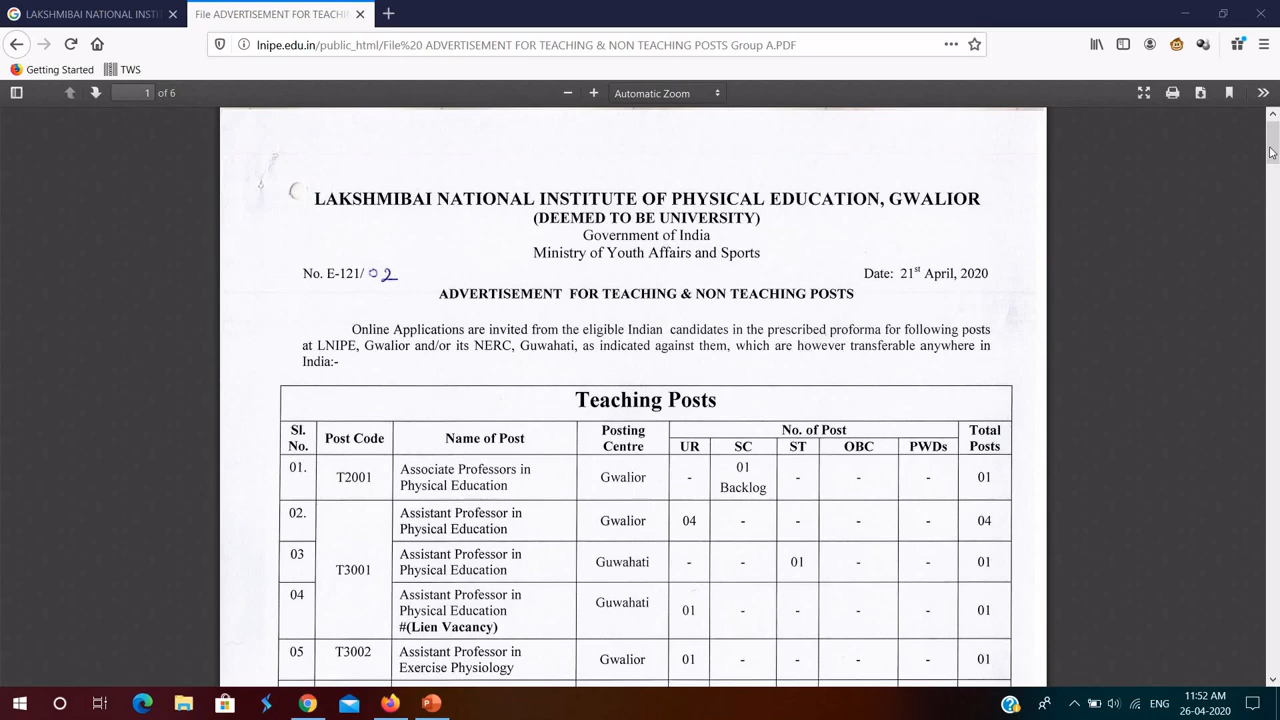 LAKSHMIBAI NATIONAL INSTI
File ADVERTISEMENT FOR TEACHI
lnipe.edu.in/public_html/File%20 ADVERTISEMENT FOR TEACHING & NON TEACHING POSTS Group A.PDF
Getting Started TWS
1 of 6 Automatic Zoom
LAKSHMIBAI NATIONAL INSTITUTE OF PHYSICAL EDUCATION, GWALIOR
(DEEMED TO BE UNIVERSITY)
Government of India
Ministry of Youth Affairs and Sports
No. E-121/ 02 Date: 21st April, 2020
ADVERTISEMENT FOR TEACHING & NON TEACHING POSTS
Online Applications are invited from the eligible Indian candidates in the prescribed proforma for following posts
at LNIPE, Gwalior and/or its NERC, Guwahati, as indicated against them, which are however transferable anywhere in
India:-
Teaching Posts
Sl. No. Post Code Name of Post Posting Centre No. of Post Total Posts
UR SC ST OBC PWDs
01. T2001 Associate Professors in Physical Education Gwalior - 01 Backlog - - - 01
02. T3001 Assistant Professor in Physical Education Gwalior 04 - - - - 04
03 Assistant Professor in Physical Education Guwahati - - 01 - - 01
04 Assistant Professor in Physical Education #(Lien Vacancy) Guwahati 01 - - - - 01
05 T3002 Assistant Professor in Exercise Physiology Gwalior 01 - - - - 01
ENG 11:52 AM
26-04-2020